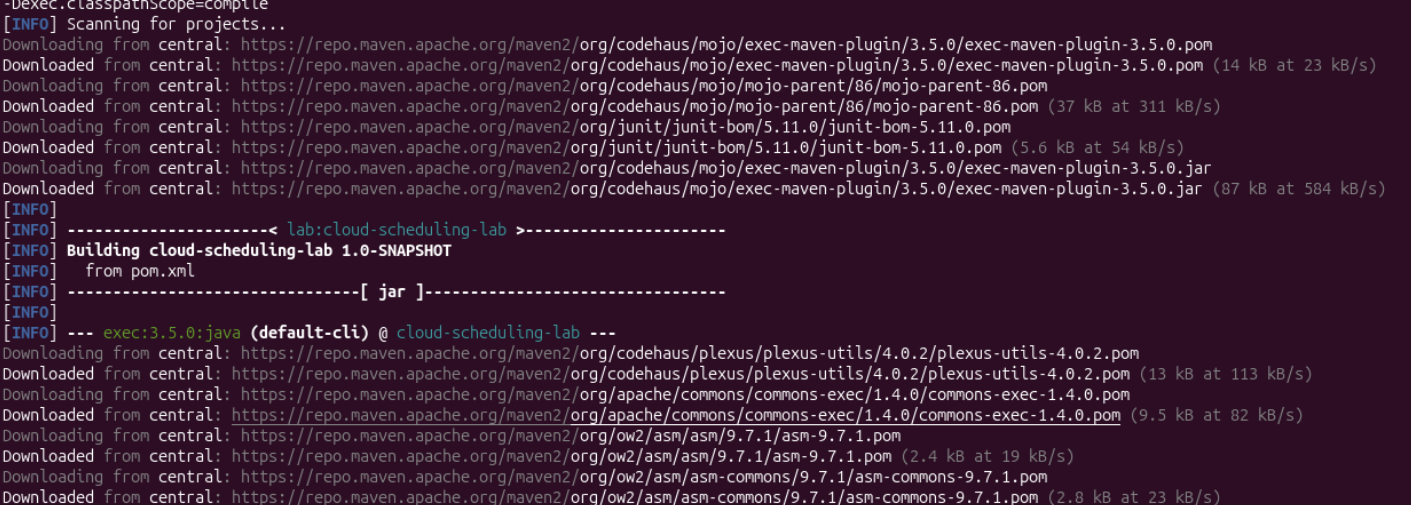 -Dexec.classpathScope=compile
[INFO] Scanning for projects...
Downloading from central: https://repo.maven.apache.org/maven2/org/codehaus/mojo/exec-maven-plugin/3.5.0/exec-maven-plugin-3.5.0.pom
Downloaded from central: https://repo.maven.apache.org/maven2/org/codehaus/mojo/exec-maven-plugin/3.5.0/exec-maven-plugin-3.5.0.pom (14 kB at 23 kB/s)
Downloading from central: https://repo.maven.apache.org/maven2/org/codehaus/mojo/mojo-parent/86/mojo-parent-86.pom
Downloaded from central: https://repo.maven.apache.org/maven2/org/codehaus/mojo/mojo-parent/86/mojo-parent-86.pom (37 kB at 311 kB/s)
Downloading from central: https://repo.maven.apache.org/maven2/org/junit/junit-bom/5.11.0/junit-bom-5.11.0.pom
Downloaded from central: https://repo.maven.apache.org/maven2/org/junit/junit-bom/5.11.0/junit-bom-5.11.0.pom (5.6 kB at 54 kB/s)
Downloading from central: https://repo.maven.apache.org/maven2/org/codehaus/mojo/exec-maven-plugin/3.5.0/exec-maven-plugin-3.5.0.jar
Downloaded from central: https://repo.maven.apache.org/maven2/org/codehaus/mojo/exec-maven-plugin/3.5.0/exec-maven-plugin-3.5.0.jar (87 kB at 584 kB/s)
[INFO]
[INFO] ----------------------< lab:cloud-scheduling-lab >----------------------
[INFO] Building cloud-scheduling-lab 1.0-SNAPSHOT
[INFO]   from pom.xml
[INFO] --------------------------------[ jar ]---------------------------------
[INFO]
[INFO] --- exec:3.5.0:java (default-cli) @ cloud-scheduling-lab ---
Downloading from central: https://repo.maven.apache.org/maven2/org/codehaus/plexus/plexus-utils/4.0.2/plexus-utils-4.0.2.pom
Downloaded from central: https://repo.maven.apache.org/maven2/org/codehaus/plexus/plexus-utils/4.0.2/plexus-utils-4.0.2.pom (13 kB at 113 kB/s)
Downloading from central: https://repo.maven.apache.org/maven2/org/apache/commons/commons-exec/1.4.0/commons-exec-1.4.0.pom
Downloaded from central: https://repo.maven.apache.org/maven2/org/apache/commons/commons-exec/1.4.0/commons-exec-1.4.0.pom (9.5 kB at 82 kB/s)
Downloading from central: https://repo.maven.apache.org/maven2/org/ow2/asm/asm/9.7.1/asm-9.7.1.pom
Downloaded from central: https://repo.maven.apache.org/maven2/org/ow2/asm/asm/9.7.1/asm-9.7.1.pom (2.4 kB at 19 kB/s)
Downloading from central: https://repo.maven.apache.org/maven2/org/ow2/asm/asm-commons/9.7.1/asm-commons-9.7.1.pom
Downloaded from central: https://repo.maven.apache.org/maven2/org/ow2/asm/asm-commons/9.7.1/asm-commons-9.7.1.pom (2.8 kB at 23 kB/s)